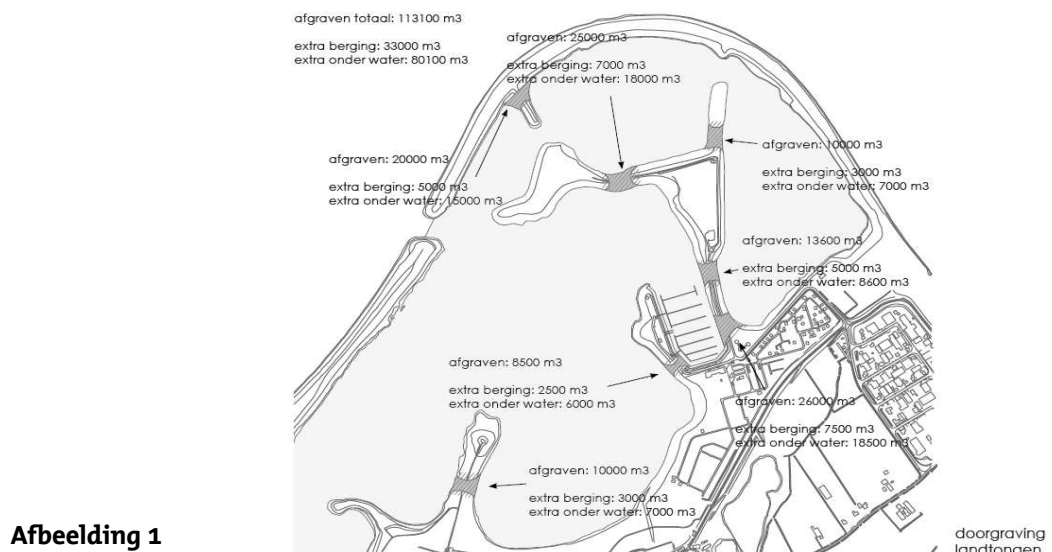 afgraven totaal: 113100 m3
extra berging: 33000 m3
extra onder water: 80100 m3
afgraven: 25000 m3
extra berging: 7000 m3
extra onder water: 18000 m3
afgraven: 10000 m3
extra berging: 3000 m3
extra onder water: 7000 m3
afgraven: 20000 m3
extra berging: 5000 m3
extra onder water: 15000 m3
afgraven: 13600 m3
extra berging: 5000 m3
extra onder water: 8600 m3
afgraven: 8500 m3
extra berging: 2500 m3
extra onder water: 6000 m3
afgraven: 26000 m3
extra berging: 7500 m3
extra onder water: 18500 m3
afgraven: 10000 m3
extra berging: 3000 m3
extra onder water: 7000 m3
Afbeelding 1
doorgraving
landtongen